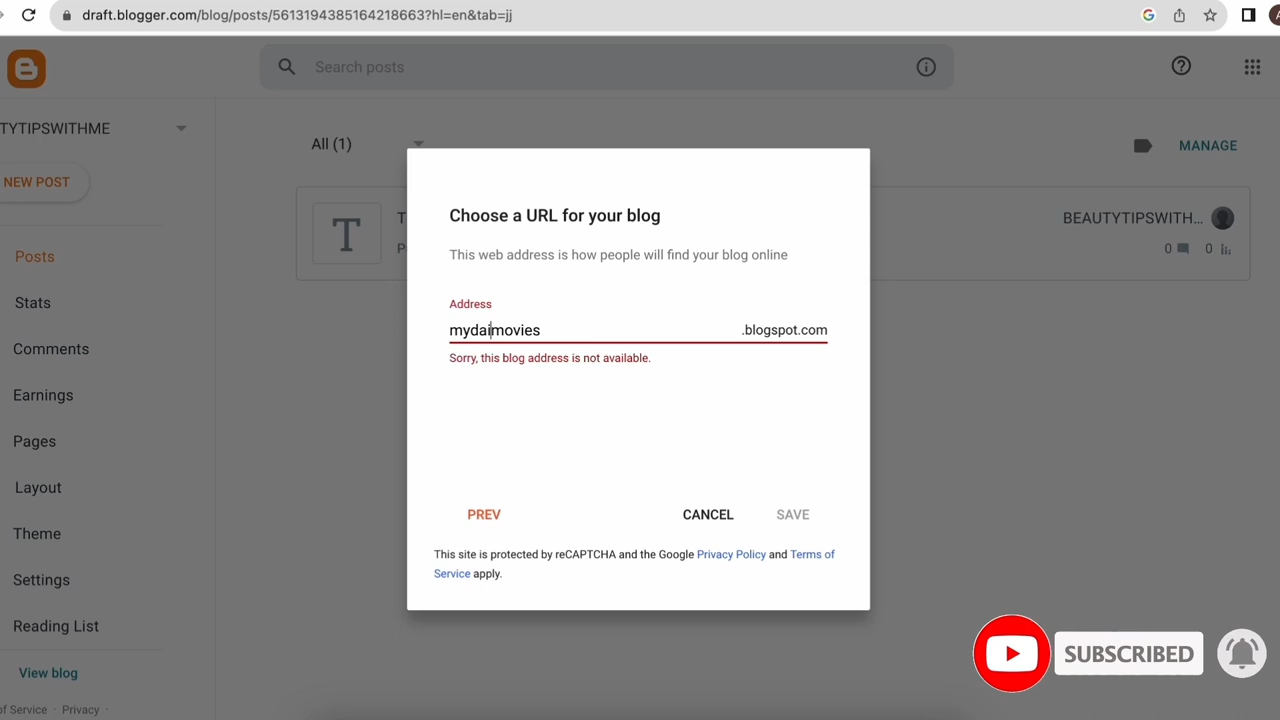 draft.blogger.com/blog/posts/5613194385164218663?hl=en&tab=jj
Search posts
TYTIPSWITHME
All (1)
MANAGE
NEW POST
T
T
BEAUTYTIPSWITH...
P
0
0
Choose a URL for your blog
This web address is how people will find your blog online
Address
mydaimovies
.blogspot.com
Sorry, this blog address is not available.
PREV
CANCEL
SAVE
This site is protected by reCAPTCHA and the Google Privacy Policy and Terms of
Service apply.
Posts
Stats
Comments
Earnings
Pages
Layout
Theme
Settings
Reading List
View blog
of Service · Privacy ·
SUBSCRIBED